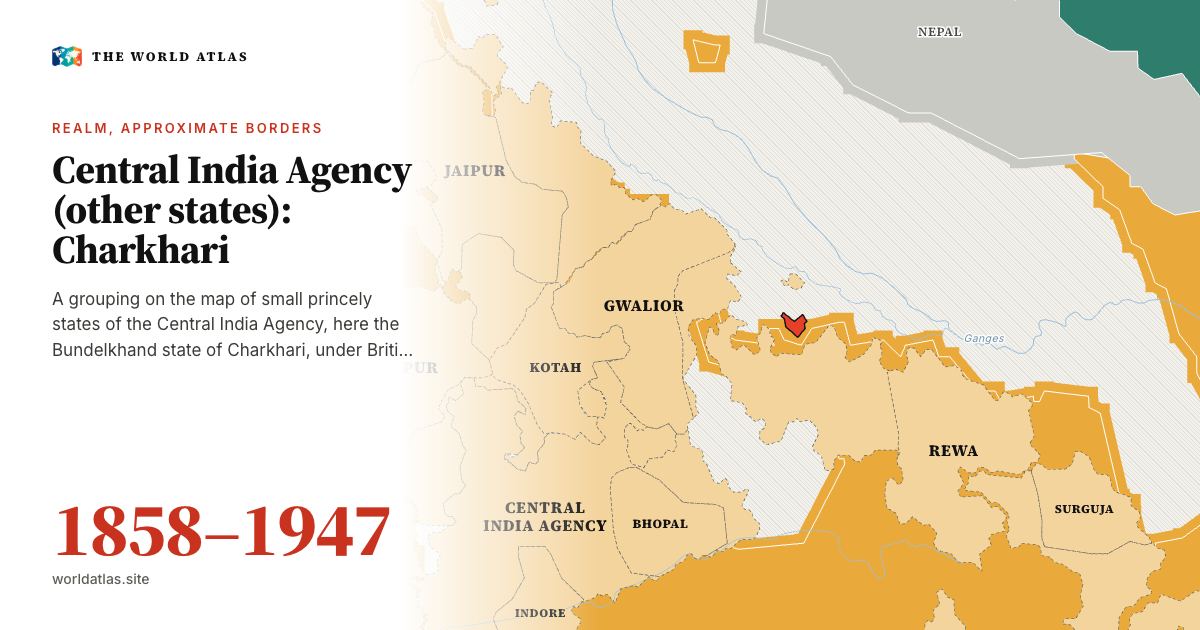 THE WORLD ATLAS
REALM, APPROXIMATE BORDERS
Central India Agency
(other states):
Charkhari
A grouping on the map of small princely
states of the Central India Agency, here the
Bundelkhand state of Charkhari, under Briti...
1858–1947
worldatlas.site
NEPAL
JAIPUR
GWALIOR
Ganges
KOTAH
PUR
REWA
CENTRAL
INDIA AGENCY
BHOPAL
SURGUJA
INDORE